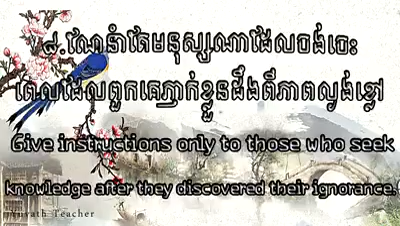 ៨.ណែនាំតែមនុស្សណាដែលចង់ចេះ
ពេលដែលពួកគេភ្ញាក់ខ្លួនដឹងពីភាពល្ងង់ខ្លៅ
Give instructions only to those who seek
knowledge after they discovered their ignorance.
Teacher